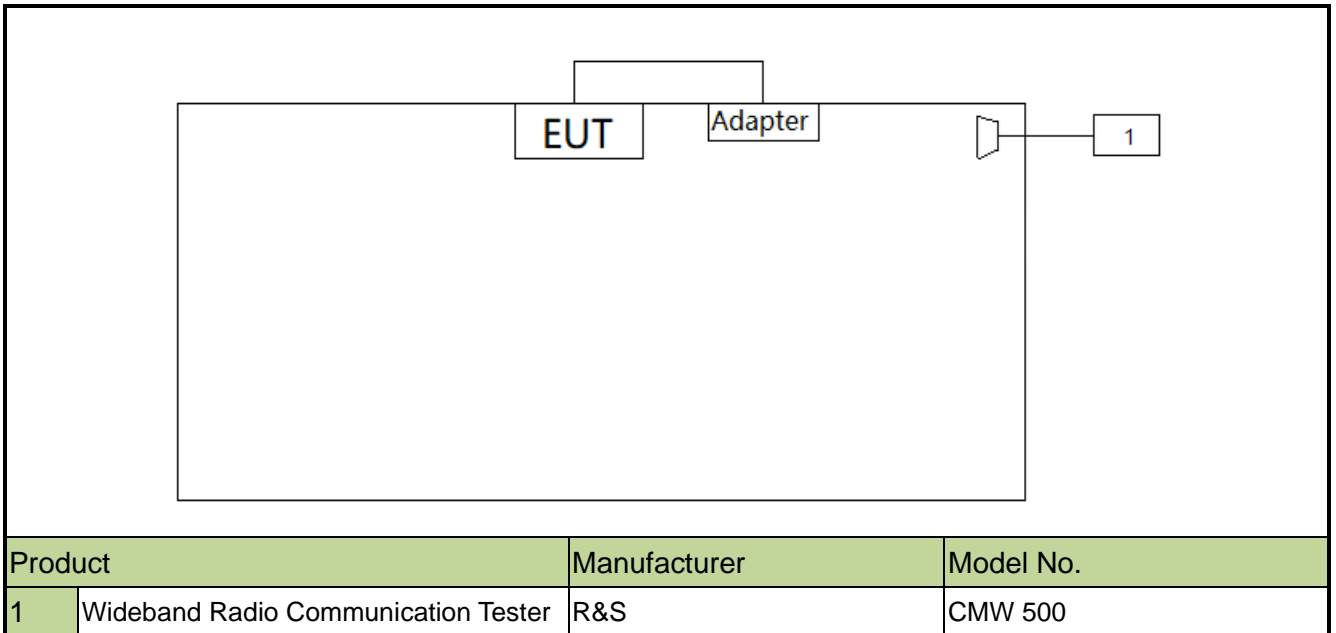 EUT
Adapter
1
Product Manufacturer Model No.
1 Wideband Radio Communication Tester R&S CMW 500